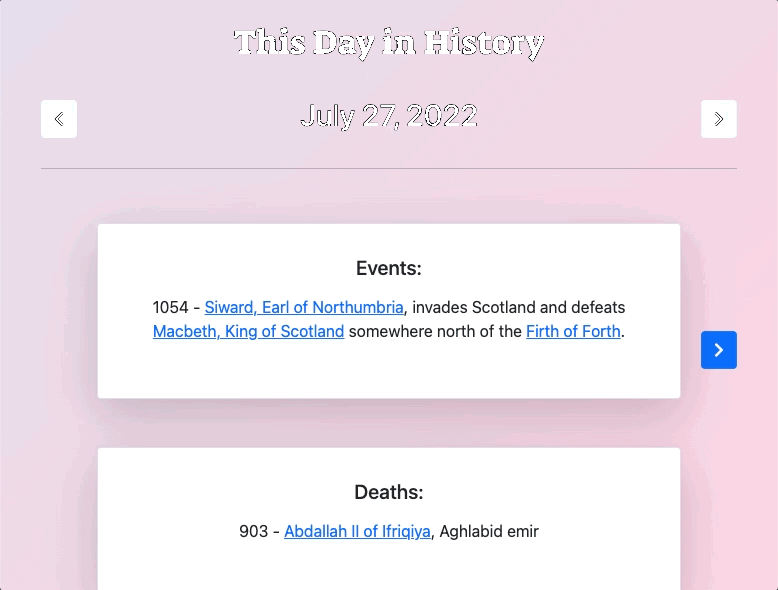 This Day in History
July 27, 2022
Events:
1054 - Siward, Earl of Northumbria, invades Scotland and defeats
Macbeth, King of Scotland somewhere north of the Firth of Forth.
Deaths:
903 - Abdallah II of Ifriqiya, Aghlabid emir